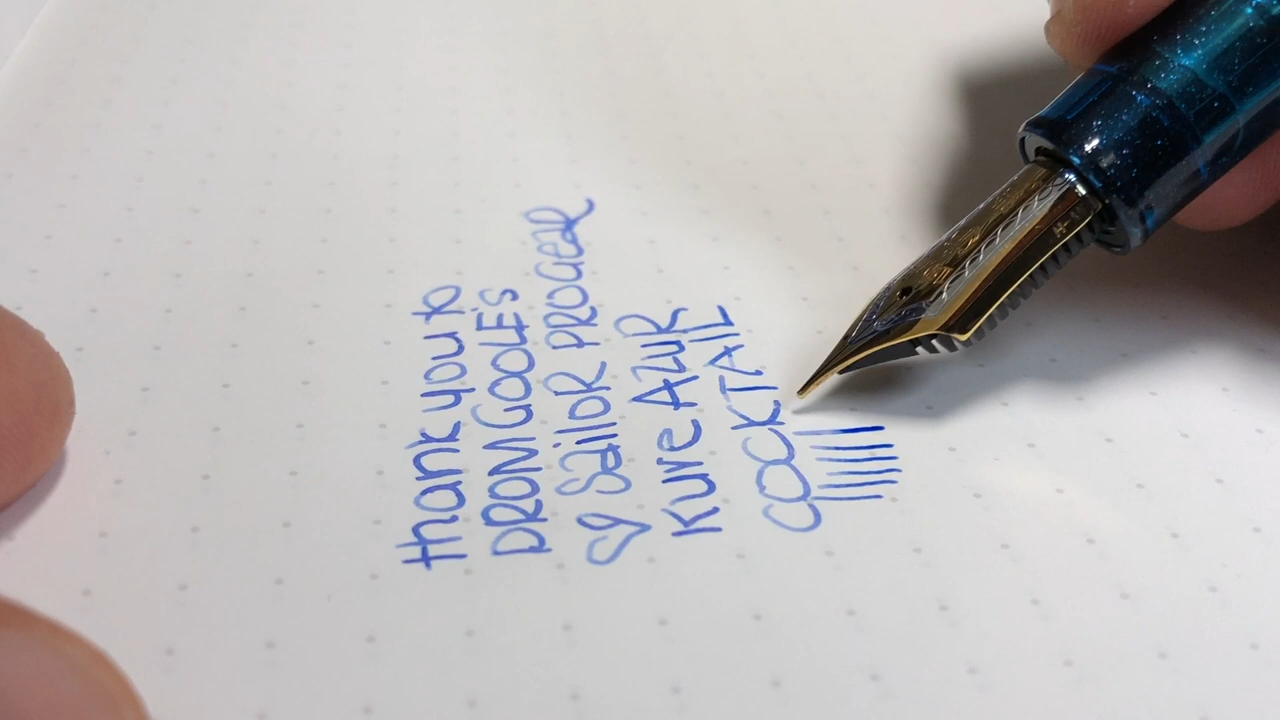 thank you to
DROMGOOLE'S
♡ Sailor PROGEAR
Kure AZUR
COCKTAIL
H-M